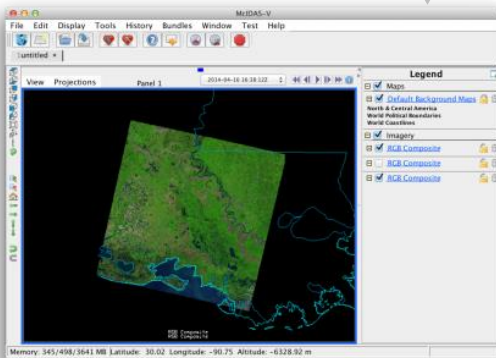 McIDAS-V
File Edit Display Tools History Bundles Window Test Help
untitled
View Projections Panel 1 2014-04-10 16:38:12Z
Legend
Maps
Default Background Maps
North & Central America
World Political Boundaries
World Coastlines
Imagery
RGB Composite
RGB Composite
RGB Composite
RGB Composite
RGB Composite
Memory: 345/498/3641 MB Latitude: 30.02 Longitude: -90.75 Altitude: -6328.92 m